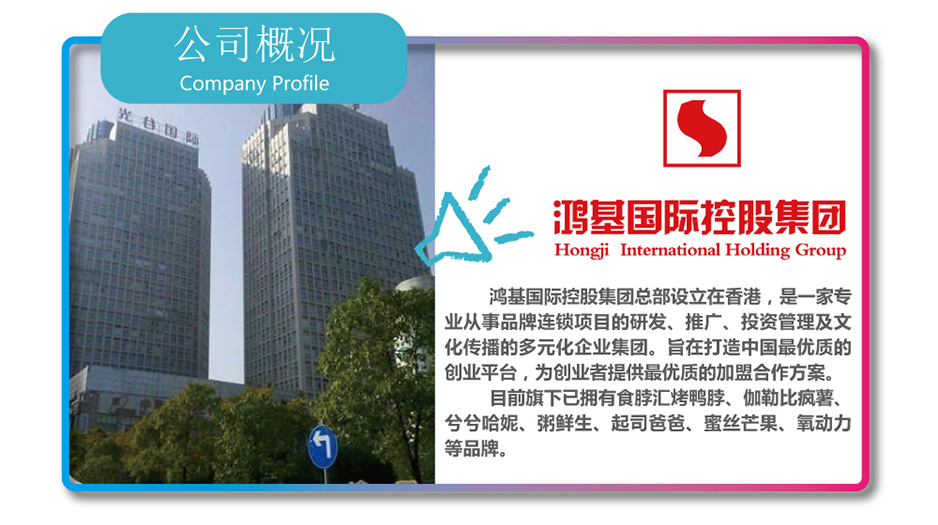 公司概况
Company Profile
光谷国际
鸿基国际控股集团
Hongji International Holding Group
鸿基国际控股集团总部设立在香港，是一家专
业从事品牌连锁项目的研发、推广、投资管理及文
化传播的多元化企业集团。旨在打造中国最优质的
创业平台，为创业者提供最优质的加盟合作方案。
目前旗下已拥有食脖汇烤鸭脖、伽勒比疯薯、
兮兮哈妮、粥鲜生、起司爸爸、蜜丝芒果、氧动力
等品牌。